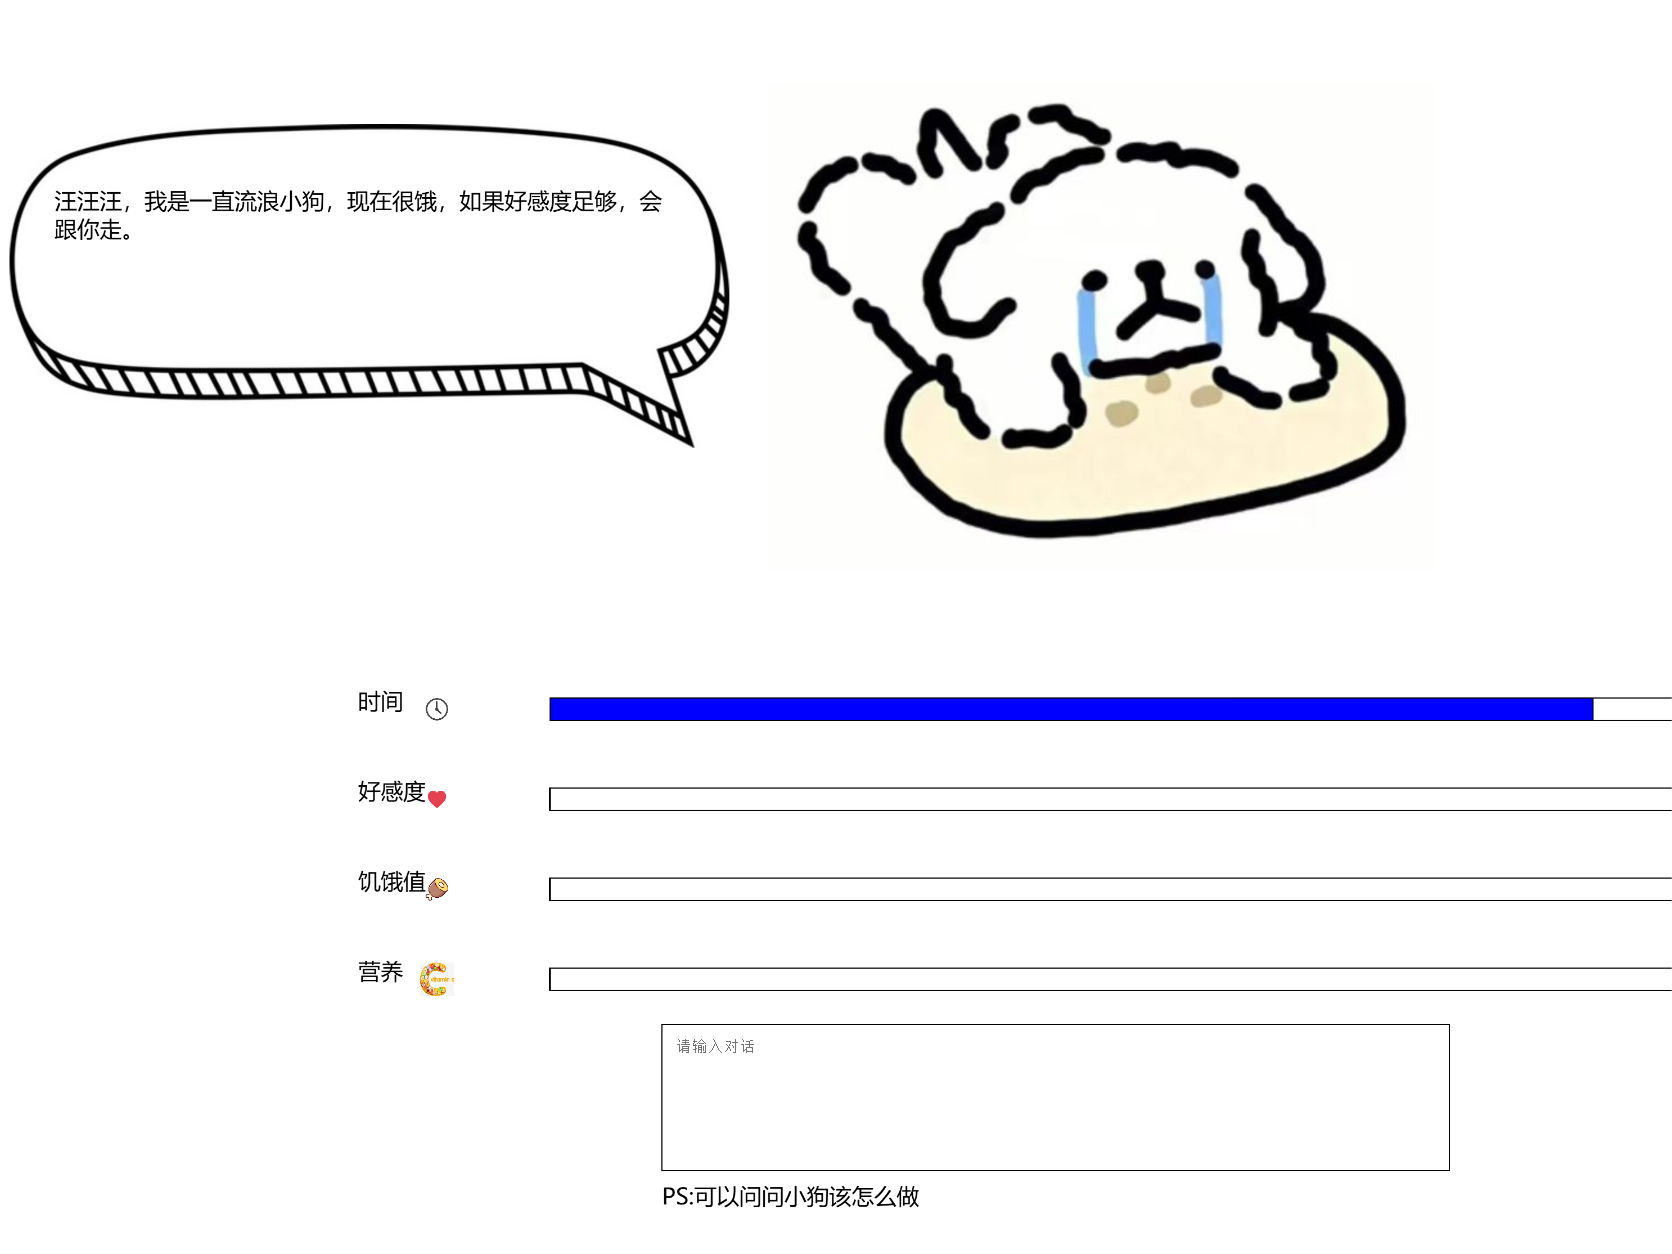 汪汪汪，我是一直流浪小狗，现在很饿，如果好感度足够，会
跟你走。
时间
好感度
饥饿值
营养
请输入对话
PS:可以问问小狗该怎么做